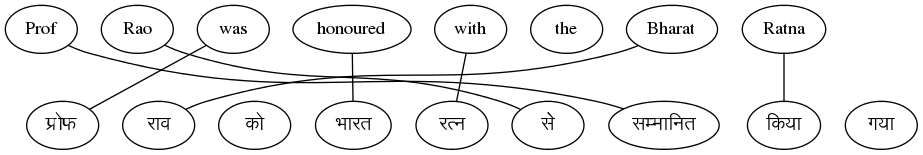 Prof Rao was honoured with the Bharat Ratna
प्रोफ राव को भारत रत्न से सम्मानित किया गया